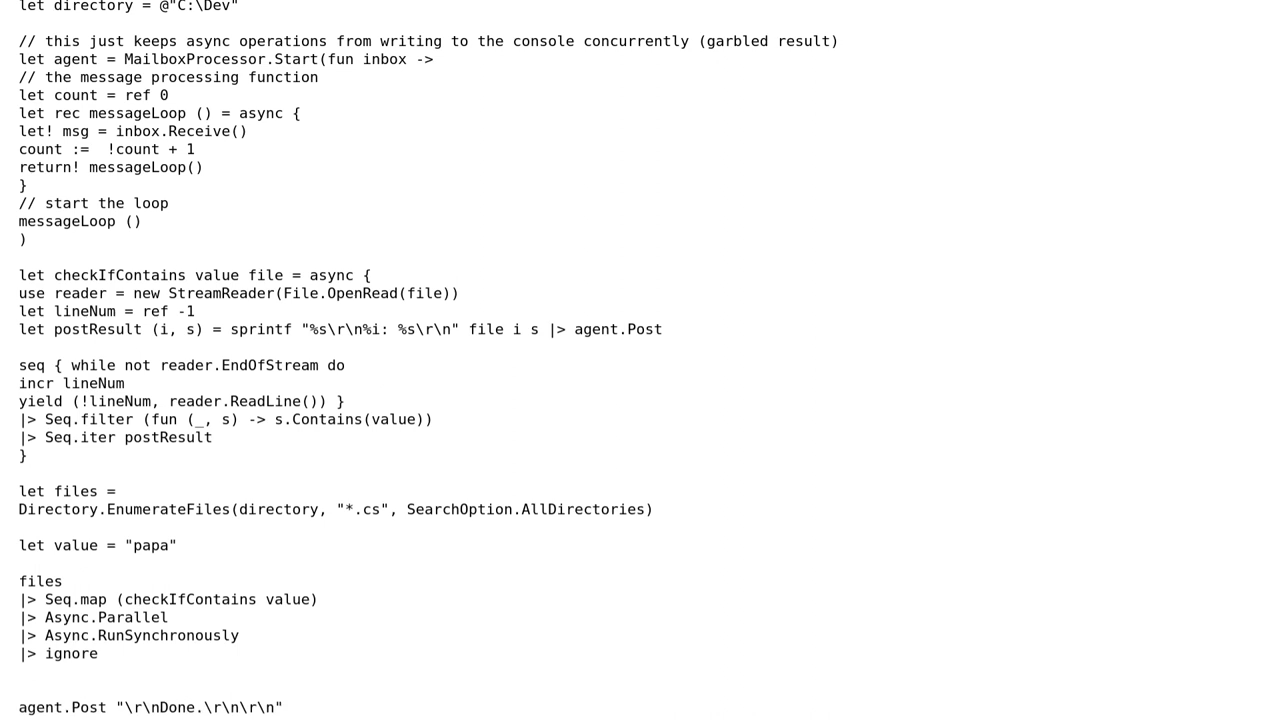 let directory = @"C:\Dev"
// this just keeps async operations from writing to the console concurrently (garbled result)
let agent = MailboxProcessor.Start(fun inbox ->
// the message processing function
let count = ref 0
let rec messageLoop () = async {
let! msg = inbox.Receive()
count :=  !count + 1
return! messageLoop()
}
// start the loop
messageLoop ()
)
let checkIfContains value file = async {
use reader = new StreamReader(File.OpenRead(file))
let lineNum = ref -1
let postResult (i, s) = sprintf "%s\r\n%i: %s\r\n" file i s |> agent.Post
seq { while not reader.EndOfStream do
incr lineNum
yield (!lineNum, reader.ReadLine()) }
|> Seq.filter (fun (_, s) -> s.Contains(value))
|> Seq.iter postResult
}
let files =
Directory.EnumerateFiles(directory, "*.cs", SearchOption.AllDirectories)
let value = "papa"
files
|> Seq.map (checkIfContains value)
|> Async.Parallel
|> Async.RunSynchronously
|> ignore
agent.Post "\r\nDone.\r\n\r\n"